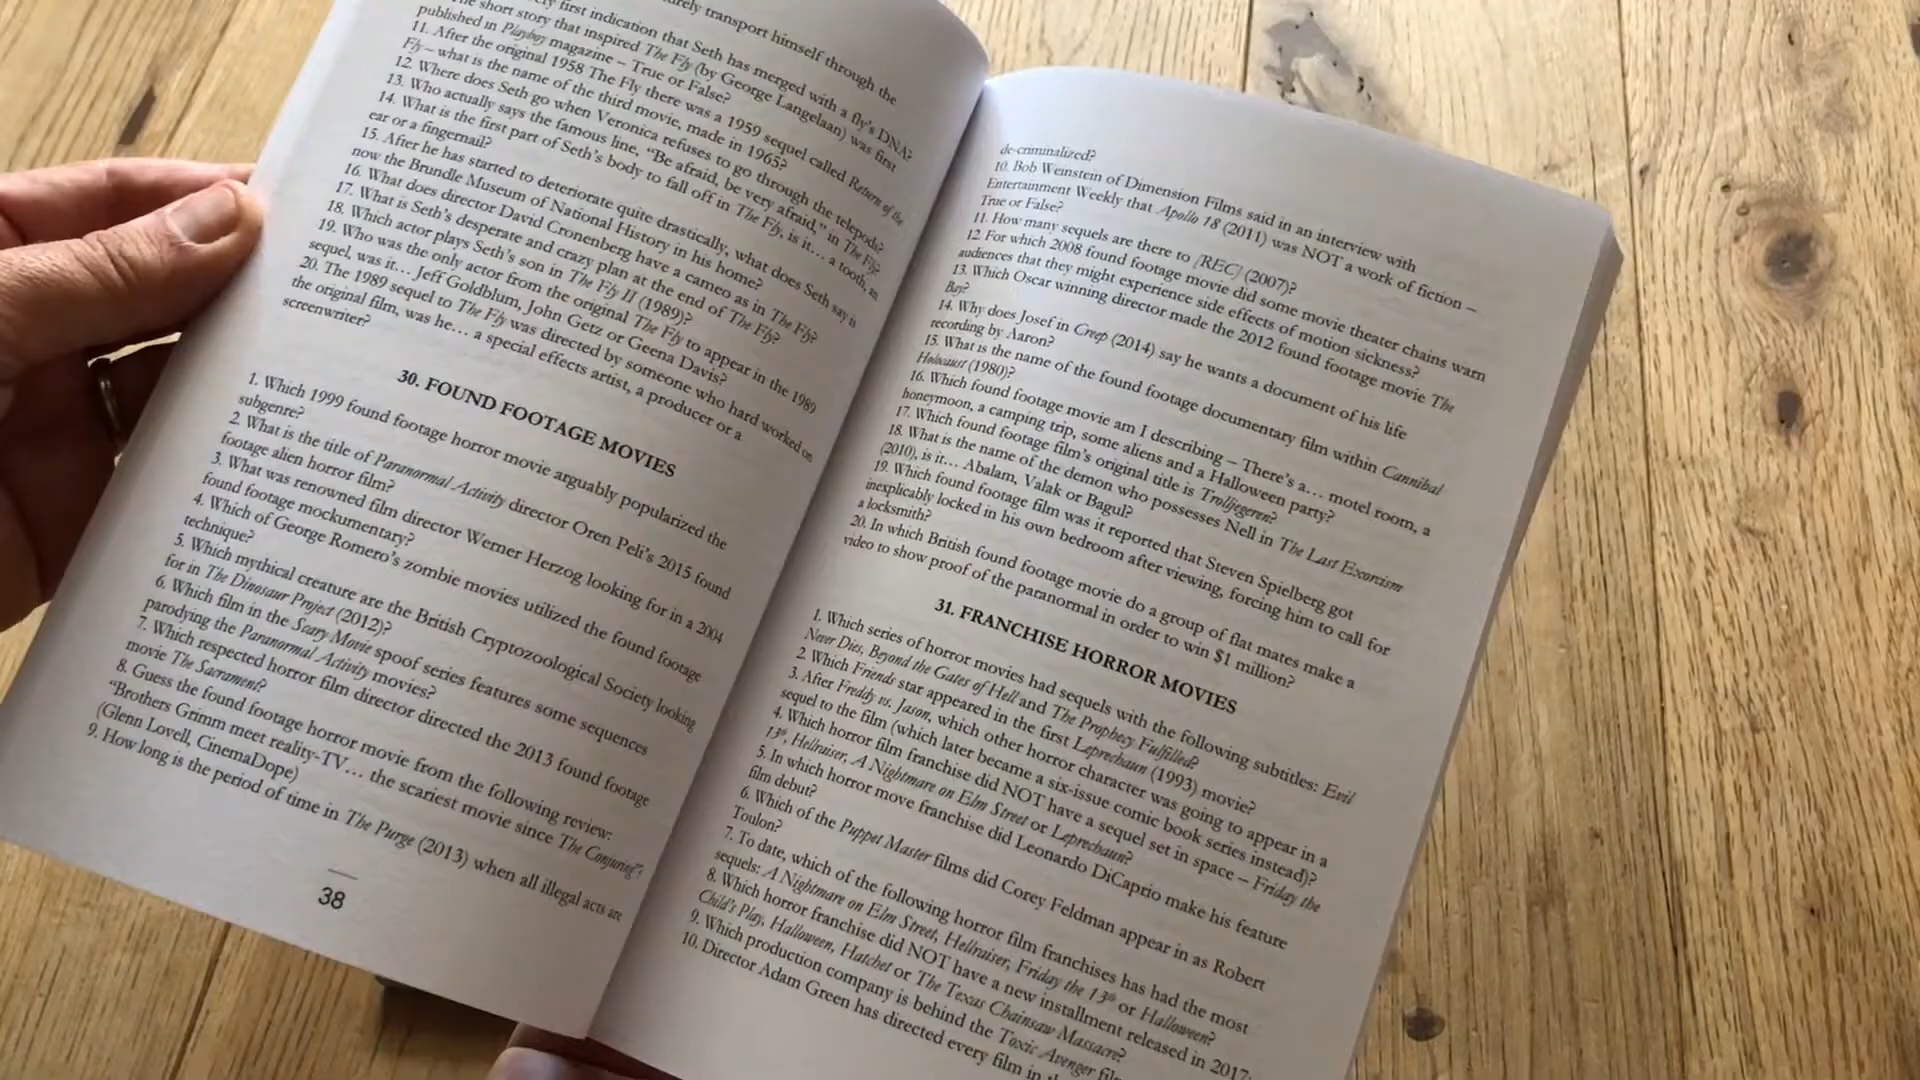 rely transport himself through the
first indication that Seth has merged with a fly's DNA?
short story that inspired The Fly (by George Langelaan) was first
published in Playboy magazine – True or False?
11. After the original 1958 The Fly there was a 1959 sequel called Return of the
Fly – what is the name of the third movie, made in 1965?
12. Where does Seth go when Veronica refuses to go through the telepods?
13. Who actually says the famous line, "Be afraid, be very afraid," in The Fly?
14. What is the first part of Seth's body to fall off in The Fly, is it… a tooth, an
ear or a fingernail?
15. After he has started to deteriorate quite drastically, what does Seth say is
now the Brundle Museum of National History in his home?
16. What does director David Cronenberg have a cameo as in The Fly?
17. What is Seth's desperate and crazy plan at the end of The Fly?
18. Which actor plays Seth's son in The Fly II (1989)?
19. Who was the only actor from the original The Fly to appear in the 1989
sequel, was it… Jeff Goldblum, John Getz or Geena Davis?
20. The 1989 sequel to The Fly was directed by someone who hard worked on
the original film, was he… a special effects artist, a producer or a
screenwriter?
30. FOUND FOOTAGE MOVIES
1. Which 1999 found footage horror movie arguably popularized the
subgenre?
2. What is the title of Paranormal Activity director Oren Peli's 2015 found
footage alien horror film?
3. What was renowned film director Werner Herzog looking for in a 2004
found footage mockumentary?
4. Which of George Romero's zombie movies utilized the found footage
technique?
5. Which mythical creature are the British Cryptozoological Society looking
for in The Dinosaur Project (2012)?
6. Which film in the Scary Movie spoof series features some sequences
parodying the Paranormal Activity movies?
7. Which respected horror film director directed the 2013 found footage
movie The Sacrament?
8. Guess the found footage horror movie from the following review:
"Brothers Grimm meet reality-TV… the scariest movie since The Conjuring"?
(Glenn Lovell, CinemaDope)
9. How long is the period of time in The Purge (2013) when all illegal acts are
38
de-criminalized?
10. Bob Weinstein of Dimension Films said in an interview with
Entertainment Weekly that Apollo 18 (2011) was NOT a work of fiction –
True or False?
11. How many sequels are there to [REC] (2007)?
12. For which 2008 found footage movie did some movie theater chains warn
audiences that they might experience side effects of motion sickness?
13. Which Oscar winning director made the 2012 found footage movie The
Bay?
14. Why does Josef in Creep (2014) say he wants a document of his life
recording by Aaron?
15. What is the name of the found footage documentary film within Cannibal
Holocaust (1980)?
16. Which found footage movie am I describing – There's a… motel room, a
honeymoon, a camping trip, some aliens and a Halloween party?
17. Which found footage film's original title is Trolljegeren?
18. What is the name of the demon who possesses Nell in The Last Exorcism
(2010), is it… Abalam, Valak or Bagul?
19. Which found footage film was it reported that Steven Spielberg got
inexplicably locked in his own bedroom after viewing, forcing him to call for
a locksmith?
20. In which British found footage movie do a group of flat mates make a
video to show proof of the paranormal in order to win $1 million?
31. FRANCHISE HORROR MOVIES
1. Which series of horror movies had sequels with the following subtitles: Evil
Never Dies, Beyond the Gates of Hell and The Prophecy Fulfilled?
2. Which Friends star appeared in the first Leprechaun (1993) movie?
3. After Freddy vs. Jason, which other horror character was going to appear in a
sequel to the film (which later became a six-issue comic book series instead)?
4. Which horror film franchise did NOT have a sequel set in space – Friday the
13th, Hellraiser, A Nightmare on Elm Street or Leprechaun?
5. In which horror move franchise did Leonardo DiCaprio make his feature
film debut?
6. Which of the Puppet Master films did Corey Feldman appear in as Robert
Toulon?
7. To date, which of the following horror film franchises has had the most
sequels: A Nightmare on Elm Street, Hellraiser, Friday the 13th or Halloween?
8. Which horror franchise did NOT have a new installment released in 2017:
Child's Play, Halloween, Hatchet or The Texas Chainsaw Massacre?
9. Which production company is behind the Toxic Avenger
10. Director Adam Green has directed every film in